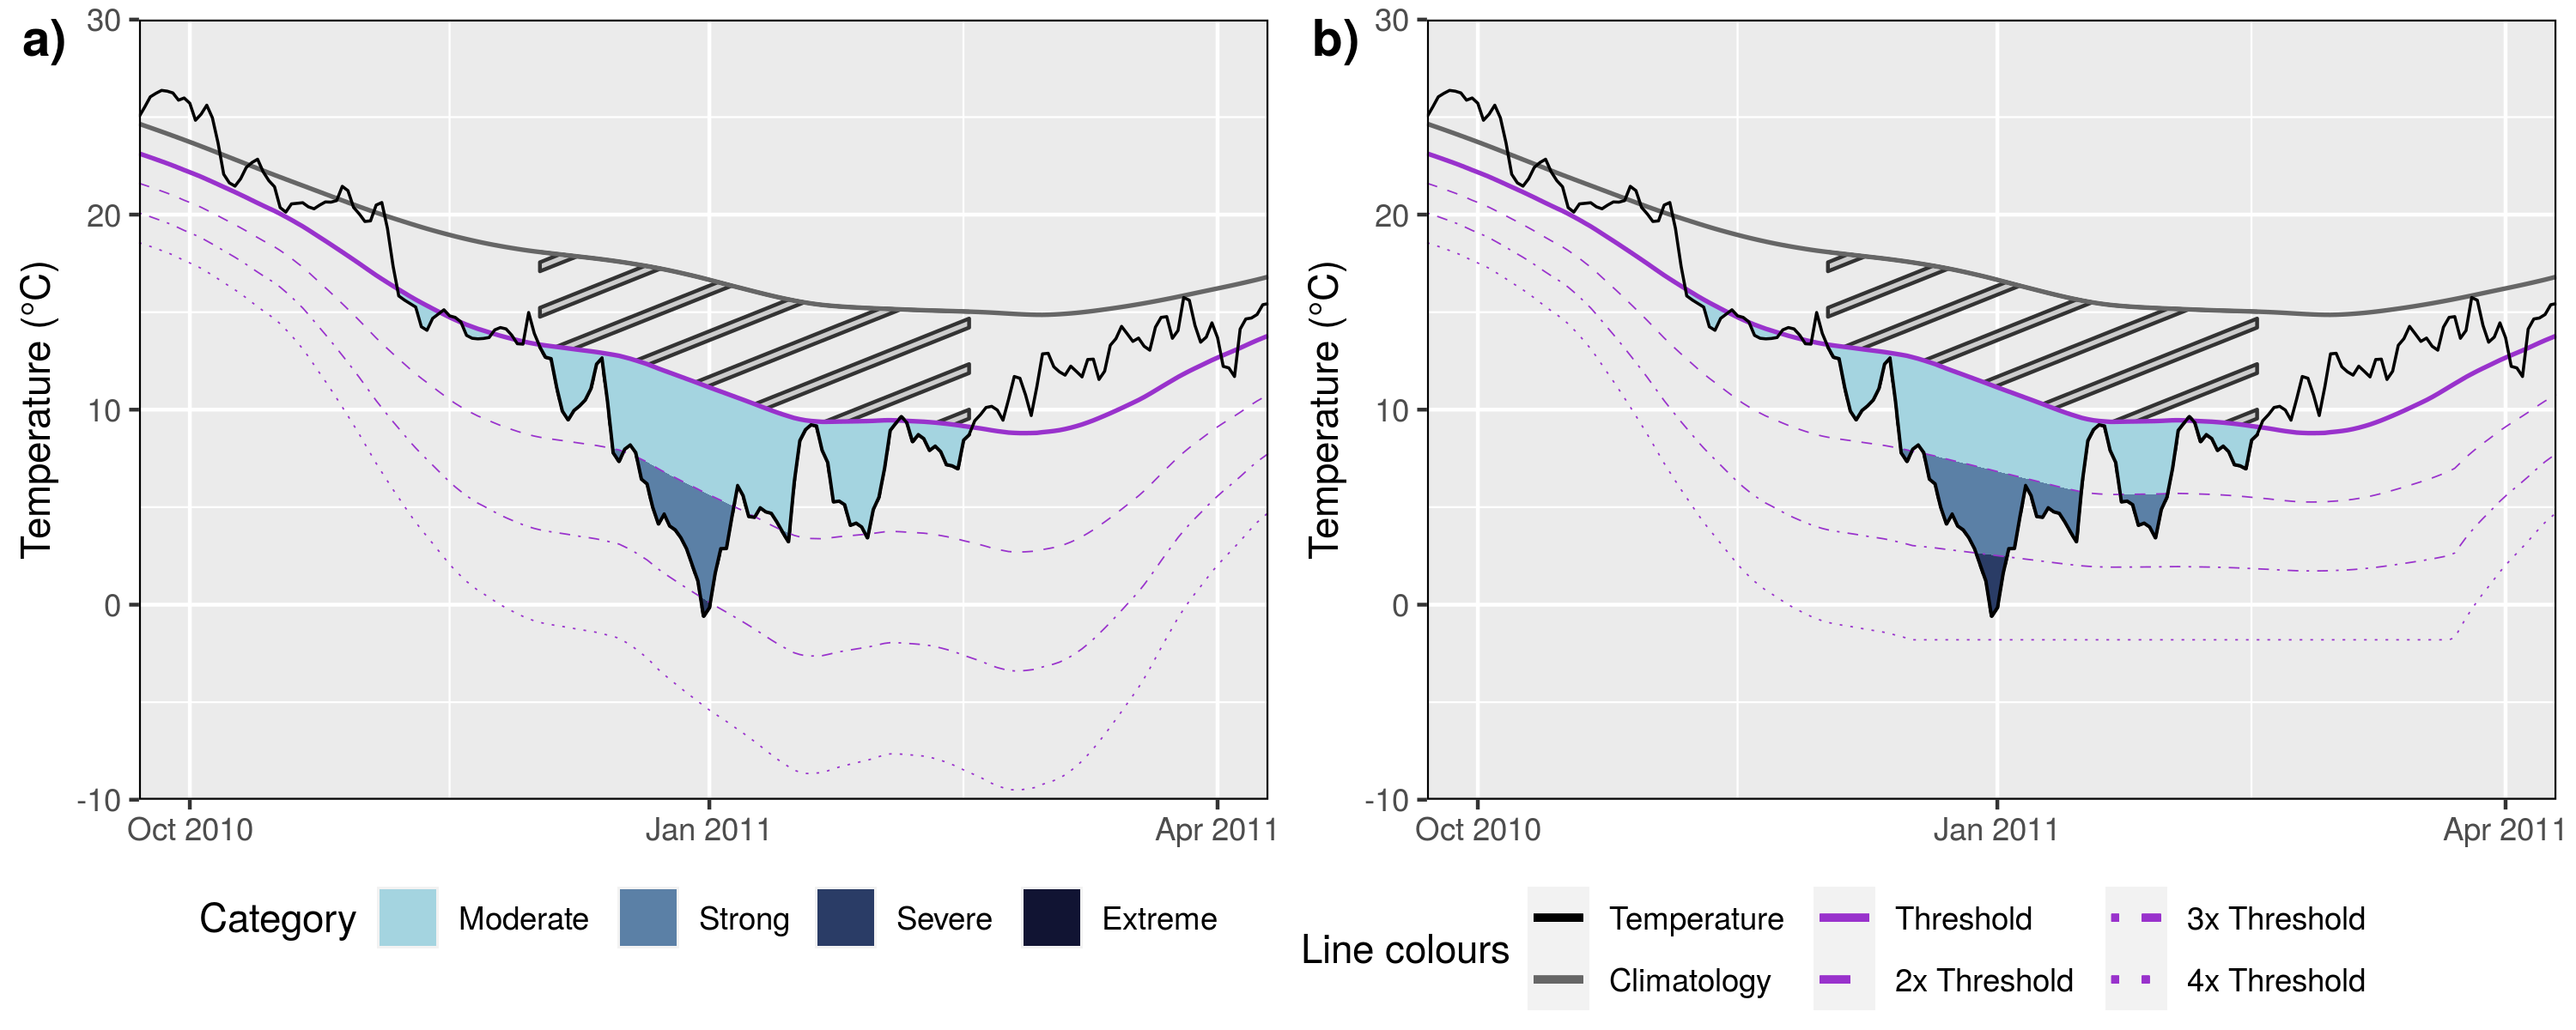 a)
30
20
10
0
-10
Temperature (°C)
Oct 2010
Jan 2011
Apr 2011
b)
30
20
10
0
-10
Temperature (°C)
Oct 2010
Jan 2011
Apr 2011
Category
Moderate
Strong
Severe
Extreme
Line colours
Temperature
Threshold
3x Threshold
Climatology
2x Threshold
4x Threshold